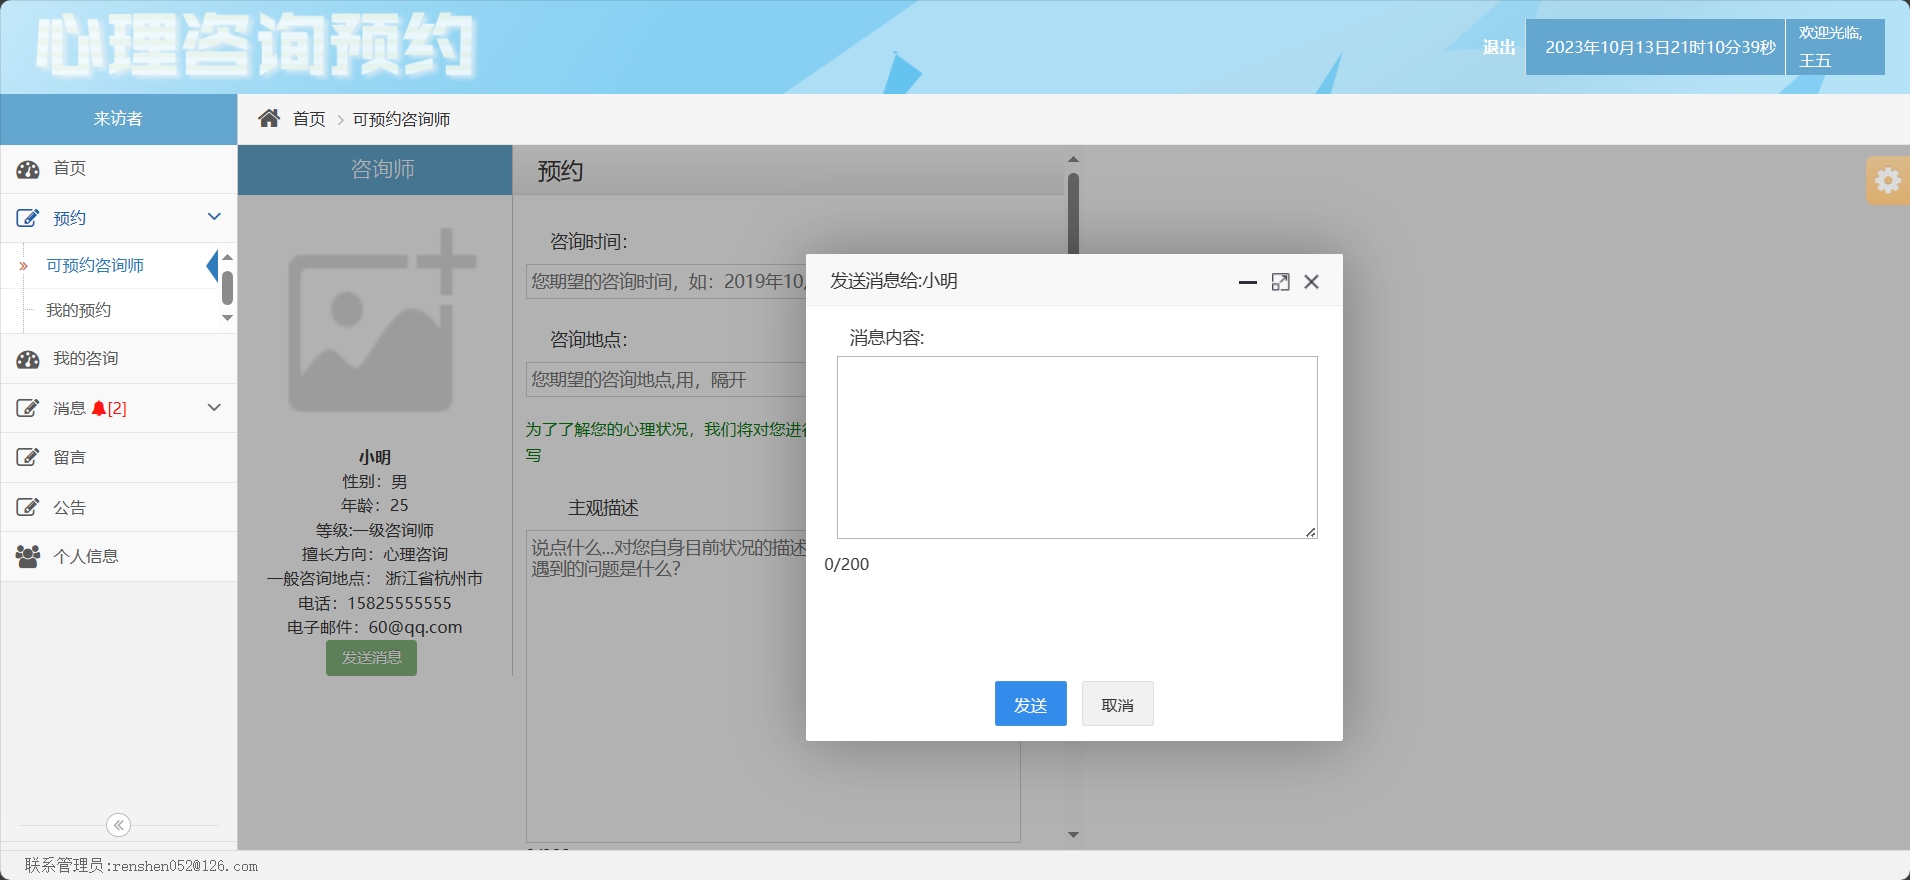 心理咨询预约
退出
2023年10月13日21时10分39秒
欢迎光临,
王五
来访者
首页
预约
可预约咨询师
我的预约
我的咨询
消息 [2]
留言
公告
个人信息
首页
可预约咨询师
咨询师
小明
性别：男
年龄：25
等级:一级咨询师
擅长方向：心理咨询
一般咨询地点： 浙江省杭州市
电话：15825555555
电子邮件：60@qq.com
发送消息
预约
咨询时间：
您期望的咨询时间，如：2019年10
咨询地点：
您期望的咨询地点,用，隔开
为了了解您的心理状况，我们将对您进行
写
主观描述
说点什么...对您自身目前状况的描述
遇到的问题是什么？
发送消息给:小明
消息内容:
0/200
发送
取消
联系管理员:renshen052@126.com